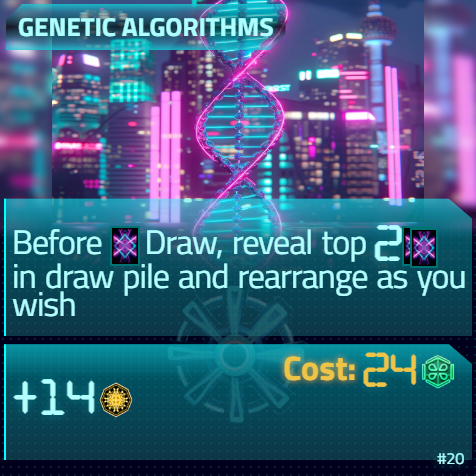 GENETIC ALGORITHMS
Before Draw, reveal top 2
in draw pile and rearrange as you
wish
Cost: 24
+14
#20